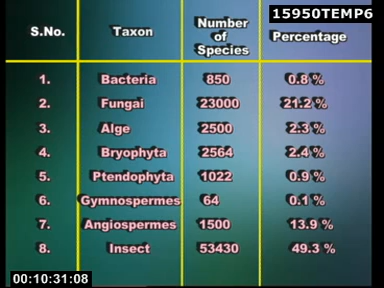 15950TEMP6
S.No. Taxon Number of Species Percentage
1. Bacteria 850 0.8 %
2. Fungai 23000 21.2 %
3. Alge 2500 2.3 %
4. Bryophyta 2564 2.4 %
5. Ptendophyta 1022 0.9 %
6. Gymnospermes 64 0.1 %
7. Angiospermes 1500 13.9 %
8. Insect 53430 49.3 %
00:10:31:08